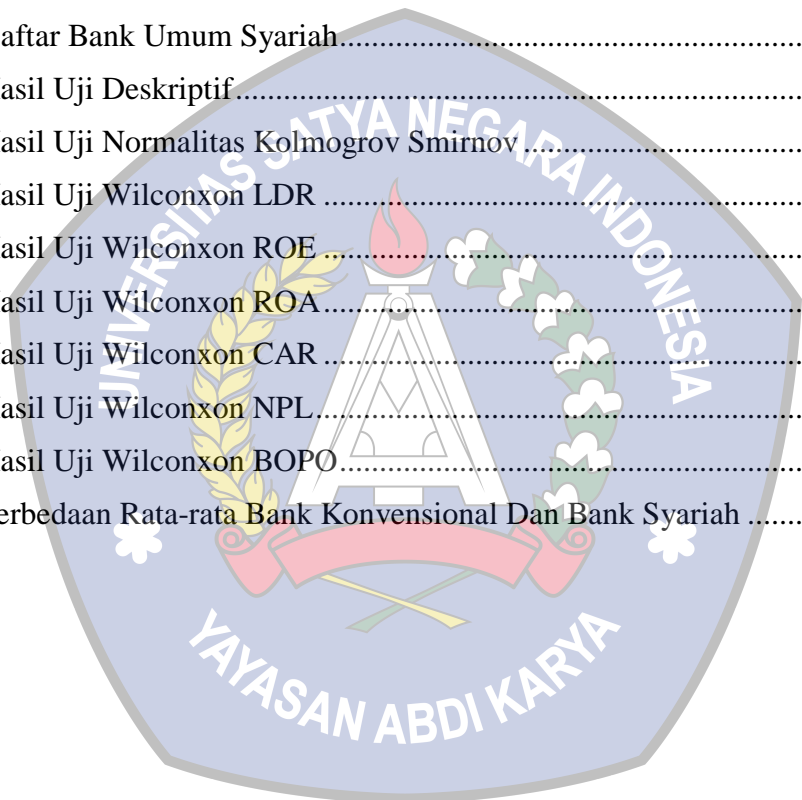 aftar Bank Umum Syariah
asil Uji Deskriptif
asil Uji Normalitas Kolmogrov Smirnov
asil Uji Wilconxon LDR
asil Uji Wilconxon ROE
asil Uji Wilconxon ROA
asil Uji Wilconxon CAR
asil Uji Wilconxon NPL
asil Uji Wilconxon BOPO
erbedaan Rata-rata Bank Konvensional Dan Bank Syariah
UNIVERSITAS SATYA NEGARA INDONESIA
YAYASAN ABDI KARYA